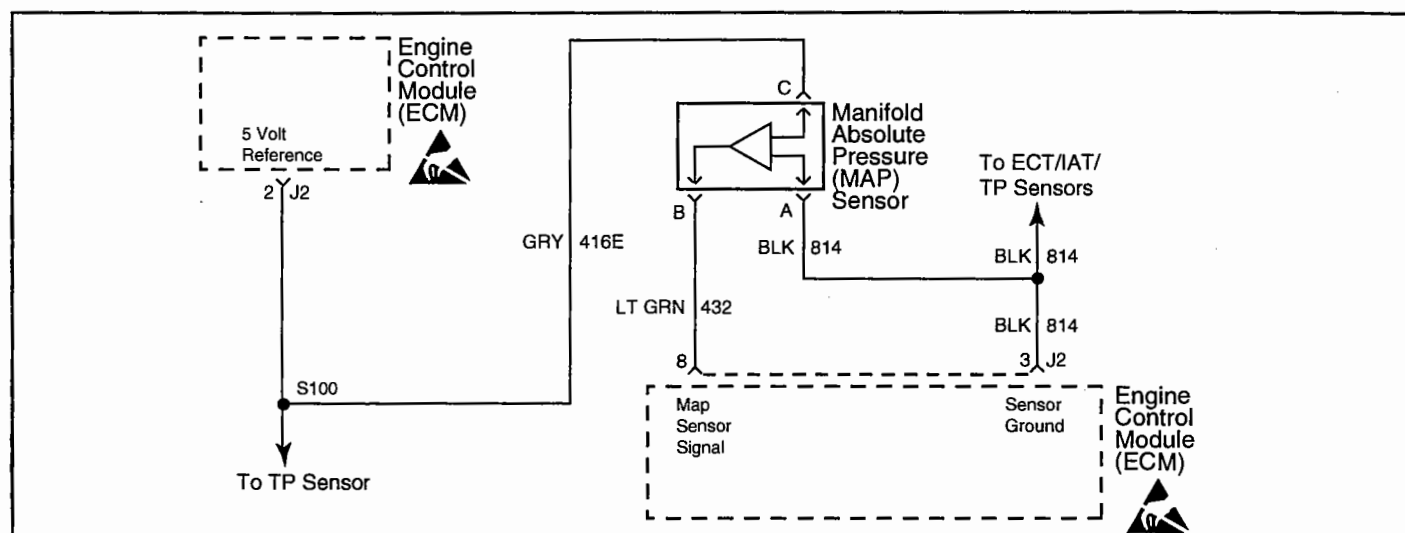 Engine
Control
Module
(ECM)
5 Volt
Reference
2 J2
S100
To TP Sensor
GRY 416E
C
Manifold
Absolute
Pressure
(MAP)
Sensor
B
A
BLK 814
LT GRN 432
To ECT/IAT/
TP Sensors
BLK 814
BLK 814
8
3 J2
Map
Sensor
Signal
Sensor
Ground
Engine
Control
Module
(ECM)